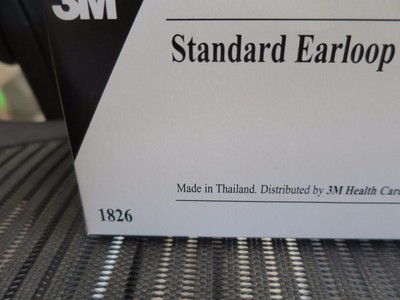 3M
Standard Earloop
Made in Thailand. Distributed by 3M Health Care
1826